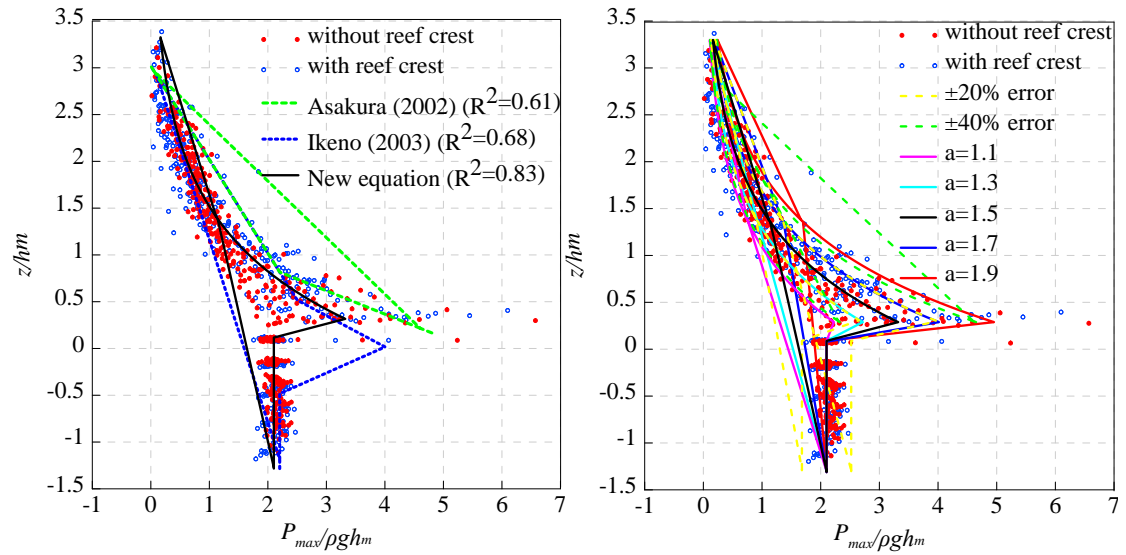 3.5
3
2.5
2
1.5
1
0.5
0
-0.5
-1
-1.5
z/hm
-1 0 1 2 3 4 5 6 7
P_max/ρgh_m
without reef crest
with reef crest
Asakura (2002) (R²=0.61)
Ikeno (2003) (R²=0.68)
New equation (R²=0.83)
3.5
3
2.5
2
1.5
1
0.5
0
-0.5
-1
-1.5
z/hm
-1 0 1 2 3 4 5 6 7
P_max/ρgh_m
without reef crest
with reef crest
±20% error
±40% error
a=1.1
a=1.3
a=1.5
a=1.7
a=1.9